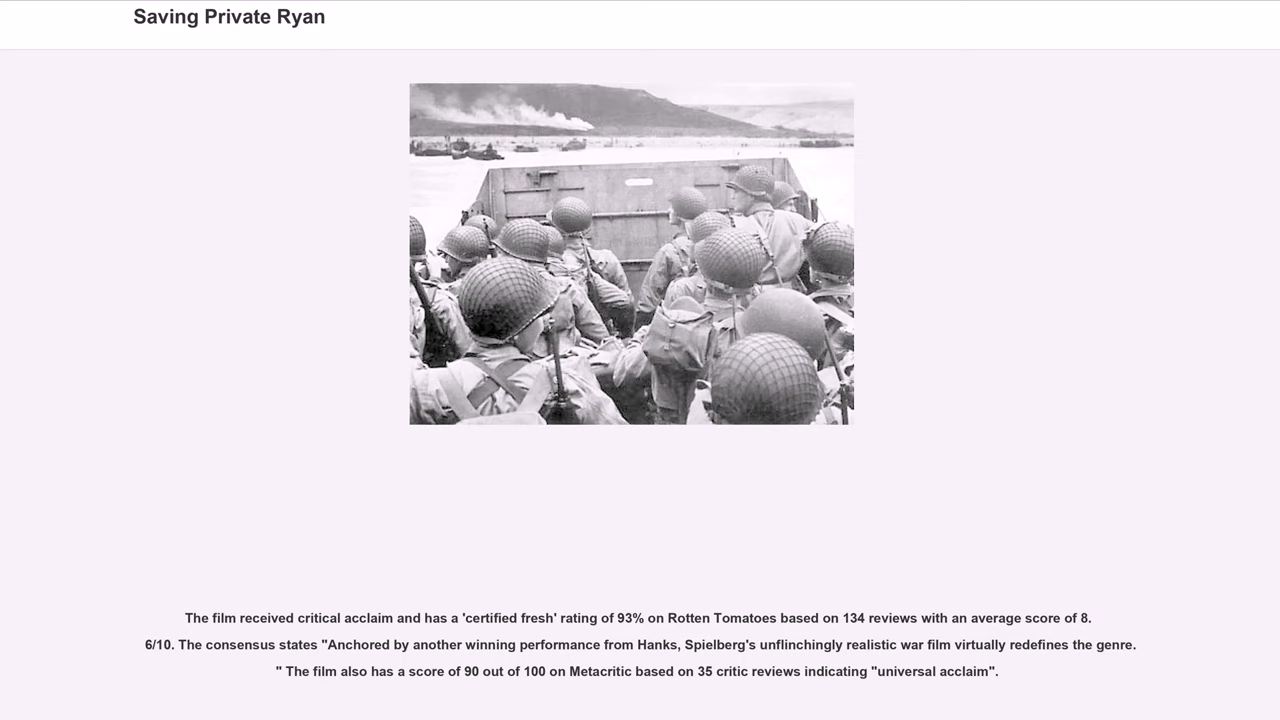 Saving Private Ryan
The film received critical acclaim and has a 'certified fresh' rating of 93% on Rotten Tomatoes based on 134 reviews with an average score of 8.
6/10. The consensus states "Anchored by another winning performance from Hanks, Spielberg's unflinchingly realistic war film virtually redefines the genre.
" The film also has a score of 90 out of 100 on Metacritic based on 35 critic reviews indicating "universal acclaim".